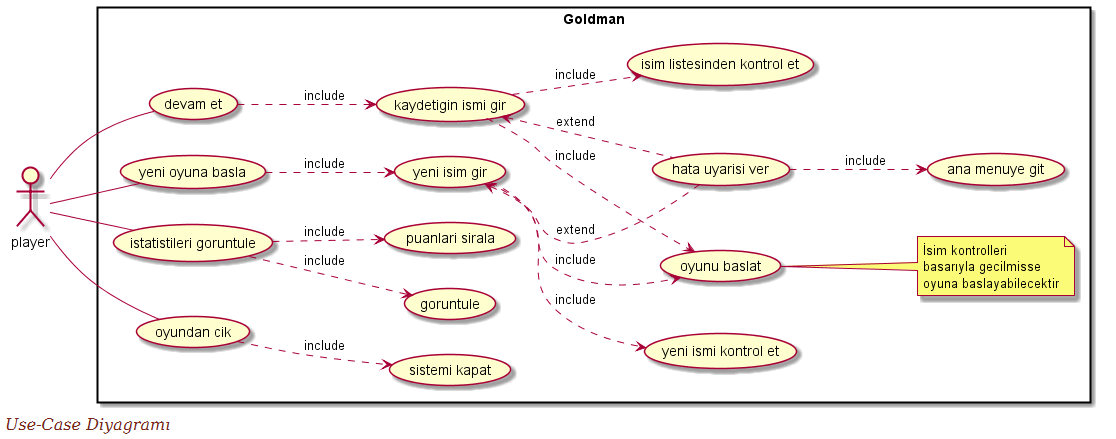 Goldman
isim listesinden kontrol et
include
devam et
include
kaydetigin ismi gir
extend
include
yeni oyuna basla
include
yeni isim gir
hata uyarisi ver
include
ana menuye git
player
istatistileri goruntule
include
puanlari sirala
extend
include
include
oyunu baslat
İsim kontrolleri
basarıyla gecilmisse
oyuna baslayabilecektir
goruntule
include
oyundan cik
include
yeni ismi kontrol et
sistemi kapat
Use-Case Diyagramı